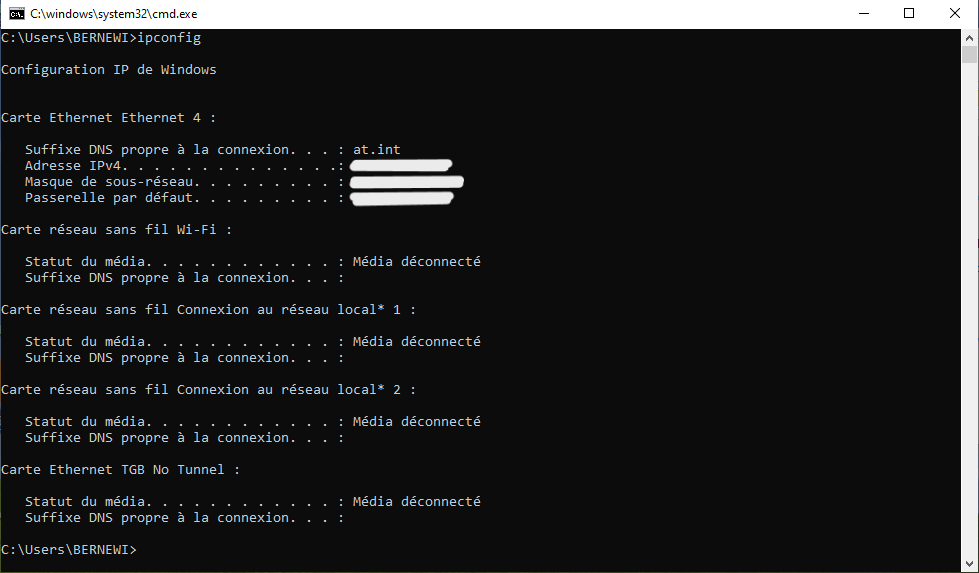 C:\windows\system32\cmd.exe
C:\Users\BERNEWI>ipconfig
Configuration IP de Windows
Carte Ethernet Ethernet 4 :
Suffixe DNS propre à la connexion. . . : at.int
Adresse IPv4. . . . . . . . . . . . . .:
Masque de sous-réseau. . . . . . . . . :
Passerelle par défaut. . . . . . . . . :
Carte réseau sans fil Wi-Fi :
Statut du média. . . . . . . . . . . . : Média déconnecté
Suffixe DNS propre à la connexion. . . :
Carte réseau sans fil Connexion au réseau local* 1 :
Statut du média. . . . . . . . . . . . : Média déconnecté
Suffixe DNS propre à la connexion. . . :
Carte réseau sans fil Connexion au réseau local* 2 :
Statut du média. . . . . . . . . . . . : Média déconnecté
Suffixe DNS propre à la connexion. . . :
Carte Ethernet TGB No Tunnel :
Statut du média. . . . . . . . . . . . : Média déconnecté
Suffixe DNS propre à la connexion. . . :
C:\Users\BERNEWI>